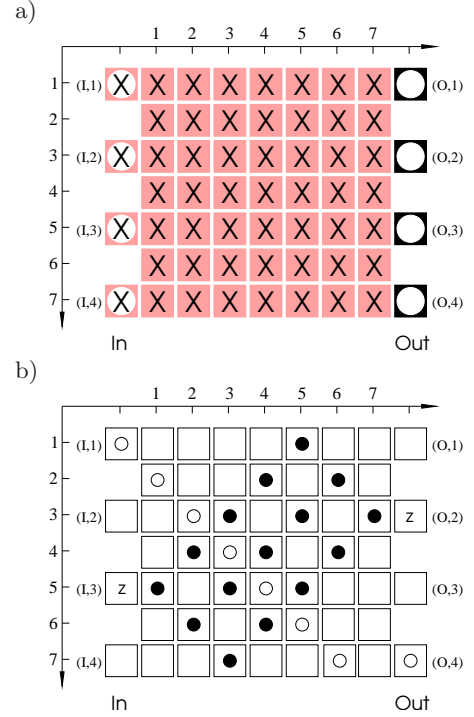 a)
1 2 3 4 5 6 7
1 (I,1) X X X X X X X X (O,1)
2 X X X X X X X
3 (I,2) X X X X X X X X (O,2)
4 X X X X X X X
5 (I,3) X X X X X X X X (O,3)
6 X X X X X X X
7 (I,4) X X X X X X X X (O,4)
In Out
b)
1 2 3 4 5 6 7
1 (I,1) (O,1)
2
3 (I,2) z (O,2)
4
5 (I,3) z (O,3)
6
7 (I,4) (O,4)
In Out